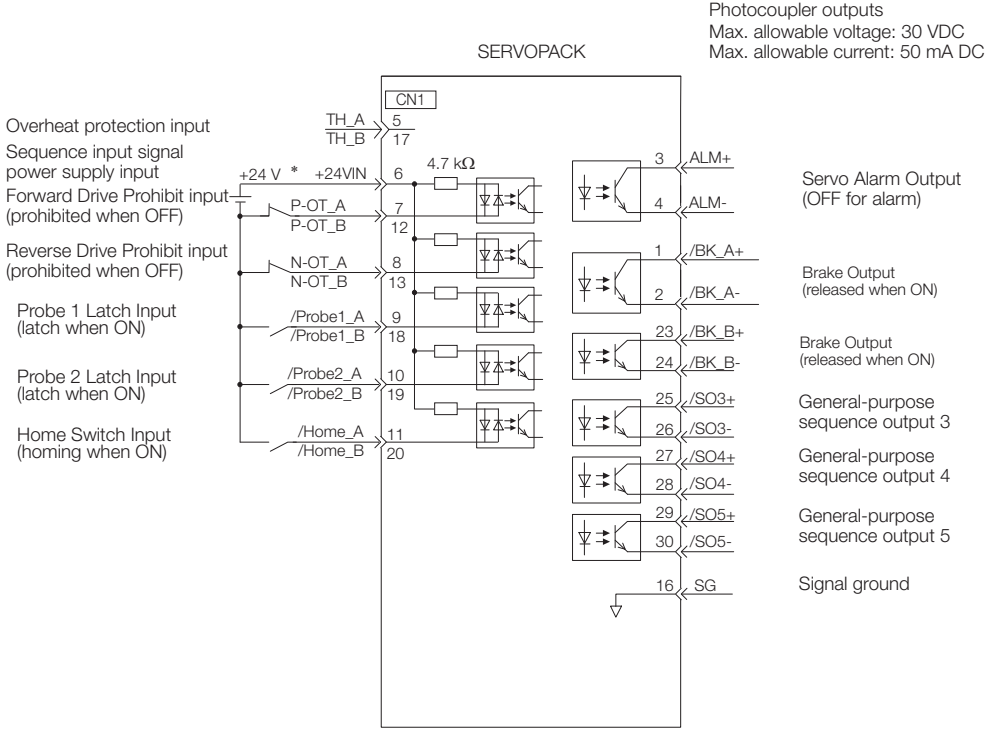 Photocoupler outputs
Max. allowable voltage: 30 VDC
Max. allowable current: 50 mA DC
SERVOPACK
CN1
Overheat protection input
TH_A 5
TH_B 17
Sequence input signal
power supply input
+24 V * +24VIN 6
4.7 kΩ
Forward Drive Prohibit input
(prohibited when OFF)
P-OT_A 7
P-OT_B 12
Reverse Drive Prohibit input
(prohibited when OFF)
N-OT_A 8
N-OT_B 13
Probe 1 Latch Input
(latch when ON)
/Probe1_A 9
/Probe1_B 18
Probe 2 Latch Input
(latch when ON)
/Probe2_A 10
/Probe2_B 19
Home Switch Input
(homing when ON)
/Home_A 11
/Home_B 20
3 ALM+
4 ALM-
Servo Alarm Output
(OFF for alarm)
1 /BK_A+
2 /BK_A-
Brake Output
(released when ON)
23 /BK_B+
24 /BK_B-
Brake Output
(released when ON)
25 /SO3+
26 /SO3-
General-purpose
sequence output 3
27 /SO4+
28 /SO4-
General-purpose
sequence output 4
29 /SO5+
30 /SO5-
General-purpose
sequence output 5
16 SG
Signal ground